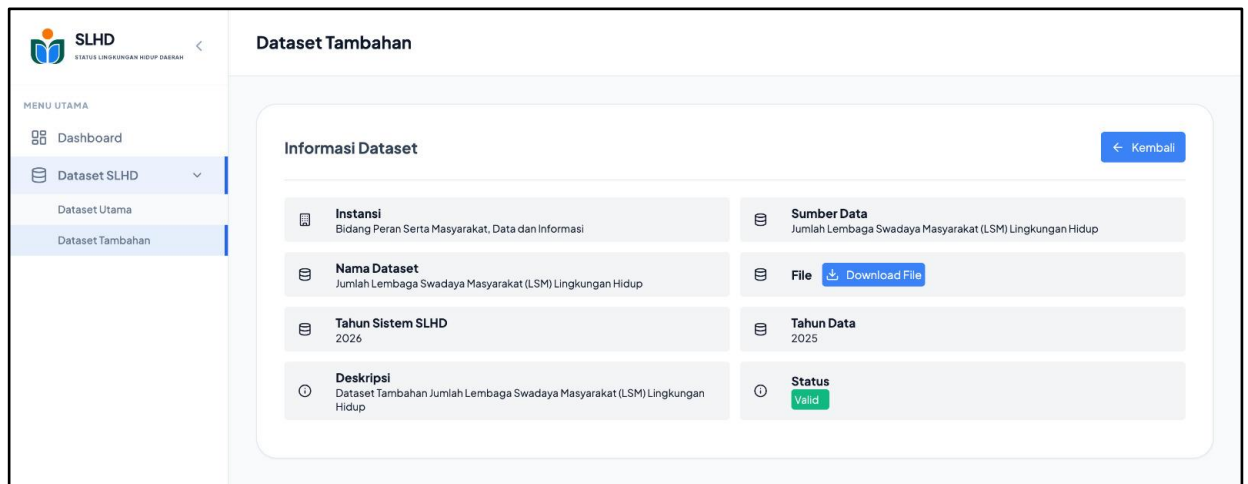 SLHD
STATUS LINGKUNGAN HIDUP DAERAH
MENU UTAMA
Dashboard
Dataset SLHD
Dataset Utama
Dataset Tambahan
Dataset Tambahan
Informasi Dataset
Kembali
Instansi
Bidang Peran Serta Masyarakat, Data dan Informasi
Sumber Data
Jumlah Lembaga Swadaya Masyarakat (LSM) Lingkungan Hidup
Nama Dataset
Jumlah Lembaga Swadaya Masyarakat (LSM) Lingkungan Hidup
File Download File
Tahun Sistem SLHD
2026
Tahun Data
2025
Deskripsi
Dataset Tambahan Jumlah Lembaga Swadaya Masyarakat (LSM) Lingkungan
Hidup
Status
Valid